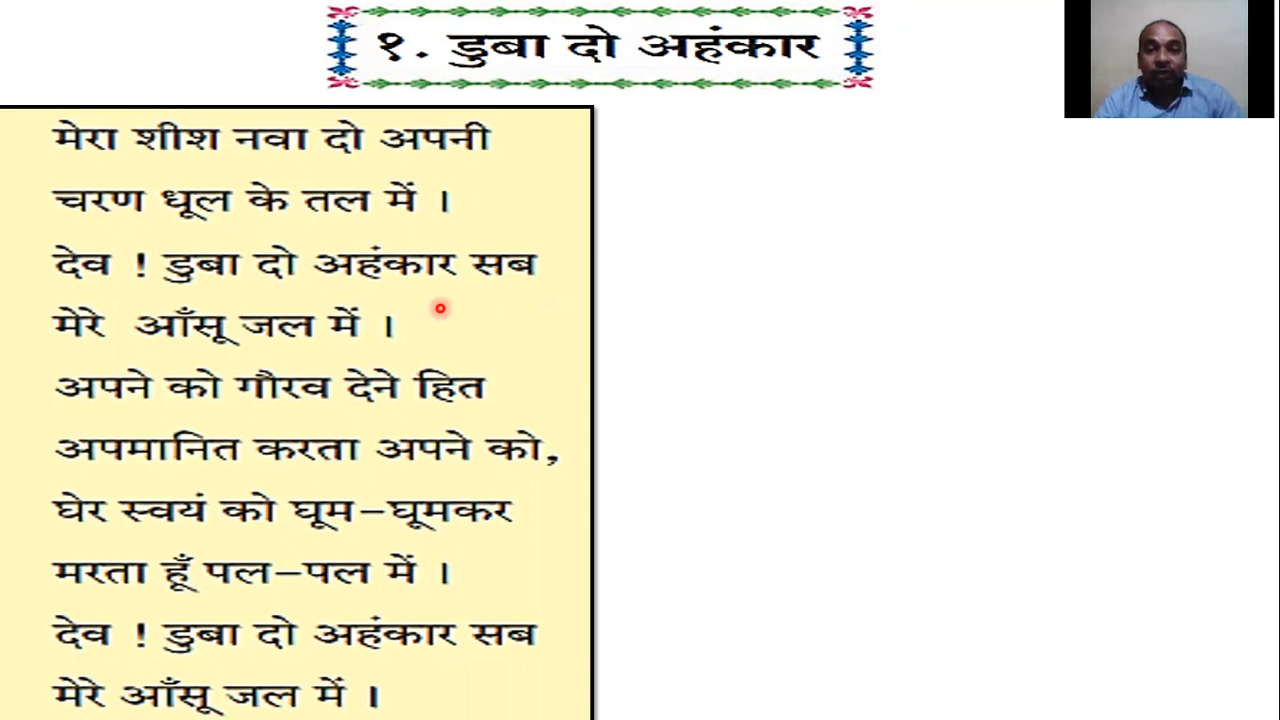 १. डुबा दो अहंकार
मेरा शीश नवा दो अपनी
चरण धूल के तल में ।
देव ! डुबा दो अहंकार सब
मेरे आँसू जल में ।
अपने को गौरव देने हित
अपमानित करता अपने को,
घेर स्वयं को घूम-घूमकर
मरता हूँ पल-पल में ।
देव ! डुबा दो अहंकार सब
मेरे आँसू जल में ।